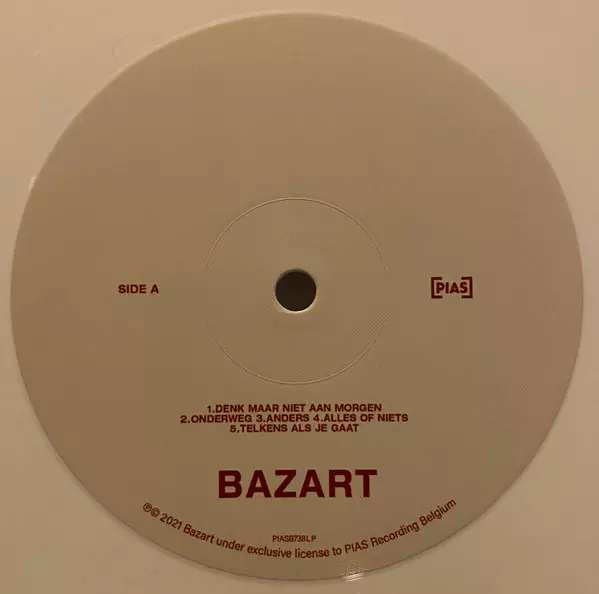 SIDE A
[PIAS]
1.DENK MAAR NIET AAN MORGEN
2.ONDERWEG 3.ANDERS 4.ALLES OF NIETS
5.TELKENS ALS JE GAAT
BAZART
PIASB738LP
℗© 2021 Bazart under exclusive license to PIAS Recording Belgium